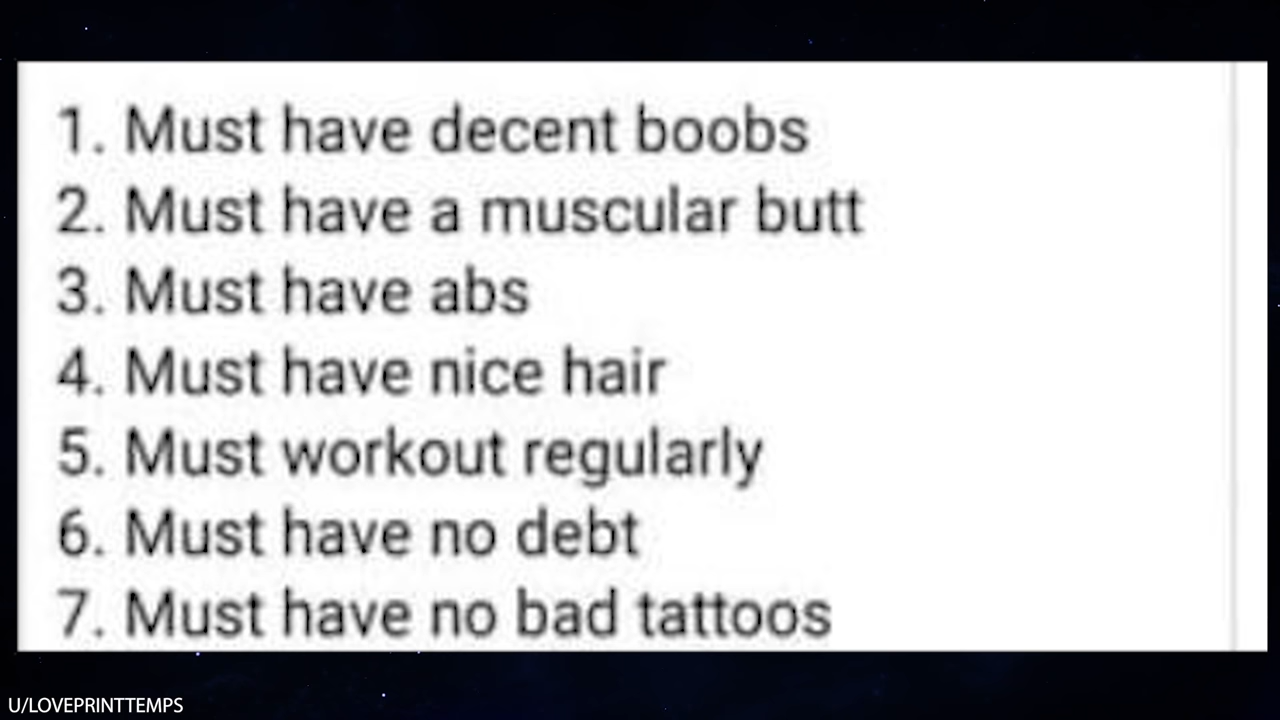 1. Must have decent boobs
2. Must have a muscular butt
3. Must have abs
4. Must have nice hair
5. Must workout regularly
6. Must have no debt
7. Must have no bad tattoos
U/LOVEPRINTTEMPS